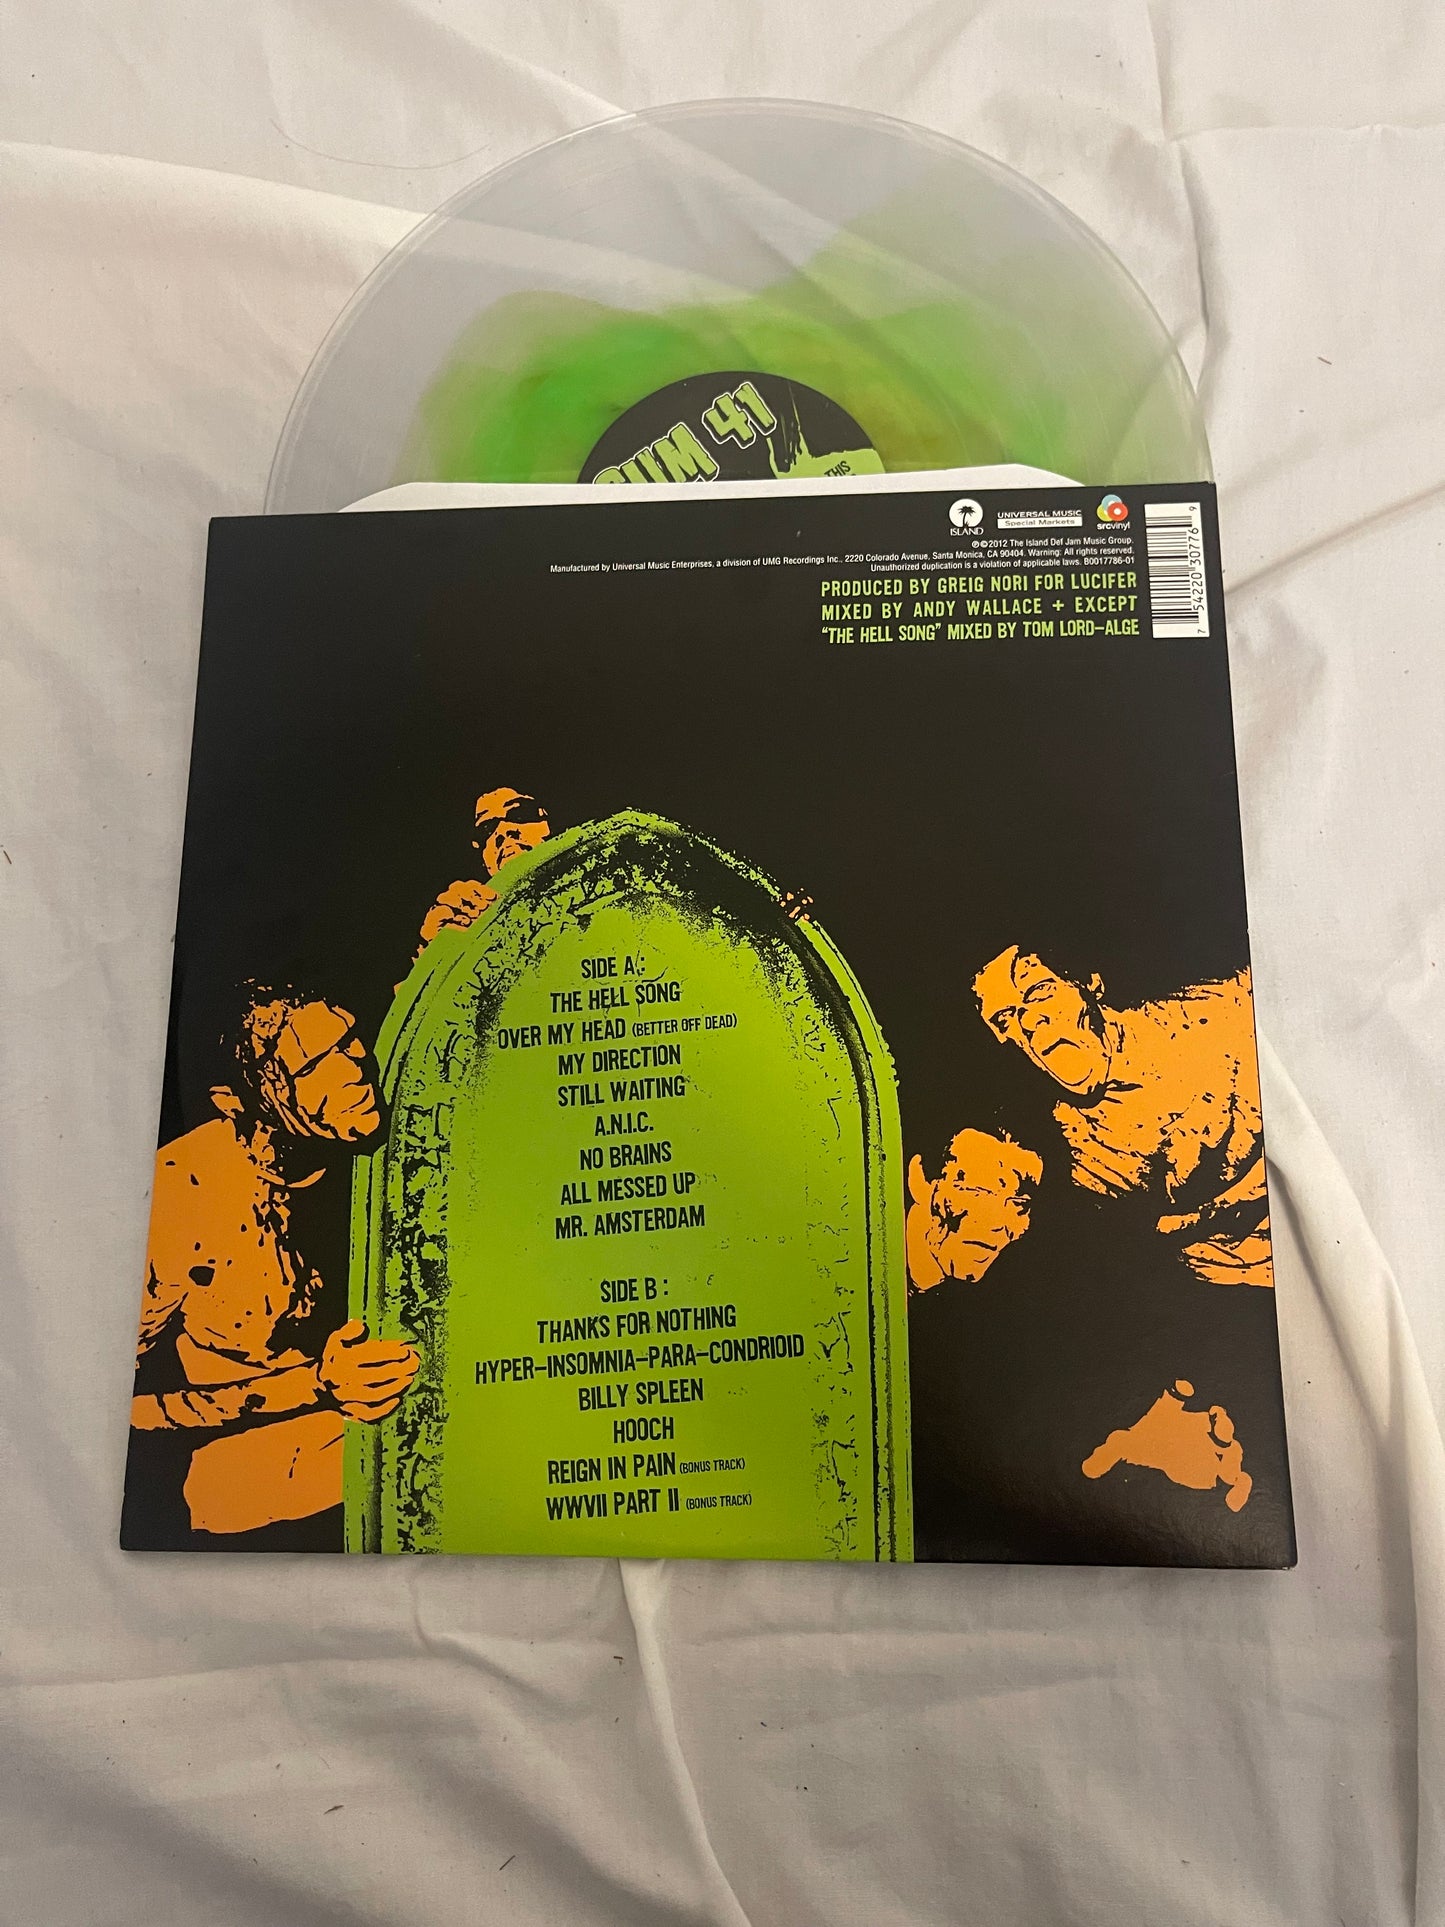 SUM 41
THIS
ISLAND
UNIVERSAL MUSIC
Special Markets
srcvinyl
℗©2012 The Island Def Jam Music Group.
Manufactured by Universal Music Enterprises, a division of UMG Recordings Inc., 2220 Colorado Avenue, Santa Monica, CA 90404. Warning: All rights reserved.
Unauthorized duplication is a violation of applicable laws. B0017786-01
7 54220 30776 9
PRODUCED BY GREIG NORI FOR LUCIFER
MIXED BY ANDY WALLACE + EXCEPT
“THE HELL SONG” MIXED BY TOM LORD-ALGE
SIDE A:
THE HELL SONG
OVER MY HEAD (BETTER OFF DEAD)
MY DIRECTION
STILL WAITING
A.N.I.C.
NO BRAINS
ALL MESSED UP
MR. AMSTERDAM
SIDE B:
THANKS FOR NOTHING
HYPER-INSOMNIA-PARA-CONDRIOID
BILLY SPLEEN
HOOCH
REIGN IN PAIN (BONUS TRACK)
WWVII PART II (BONUS TRACK)